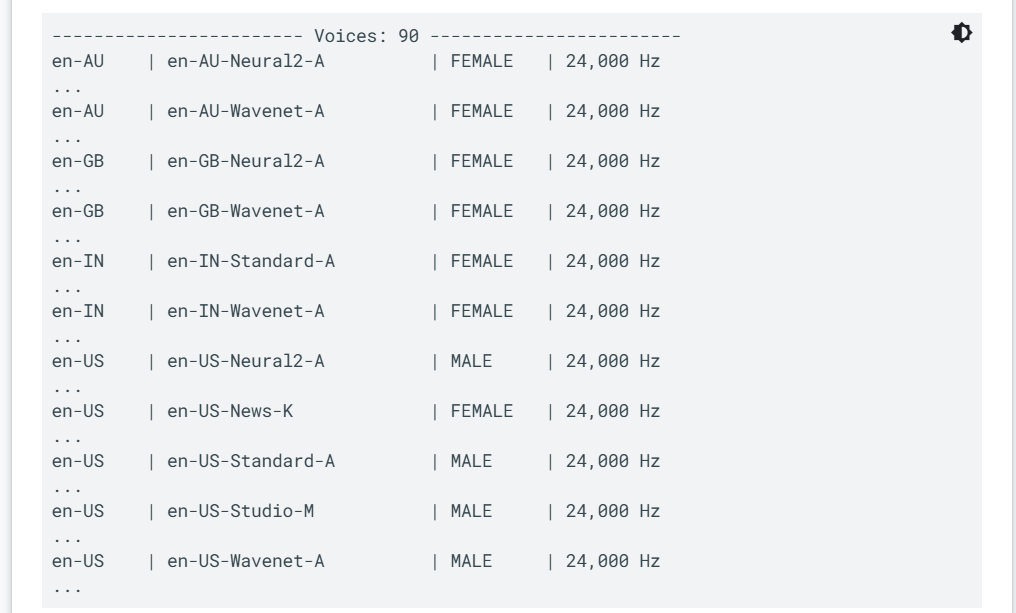 ------------------------ Voices: 90 ------------------------
en-AU    | en-AU-Neural2-A          | FEMALE   | 24,000 Hz
...
en-AU    | en-AU-Wavenet-A          | FEMALE   | 24,000 Hz
...
en-GB    | en-GB-Neural2-A          | FEMALE   | 24,000 Hz
...
en-GB    | en-GB-Wavenet-A          | FEMALE   | 24,000 Hz
...
en-IN    | en-IN-Standard-A         | FEMALE   | 24,000 Hz
...
en-IN    | en-IN-Wavenet-A          | FEMALE   | 24,000 Hz
...
en-US    | en-US-Neural2-A          | MALE     | 24,000 Hz
...
en-US    | en-US-News-K             | FEMALE   | 24,000 Hz
...
en-US    | en-US-Standard-A         | MALE     | 24,000 Hz
...
en-US    | en-US-Studio-M           | MALE     | 24,000 Hz
...
en-US    | en-US-Wavenet-A          | MALE     | 24,000 Hz
...